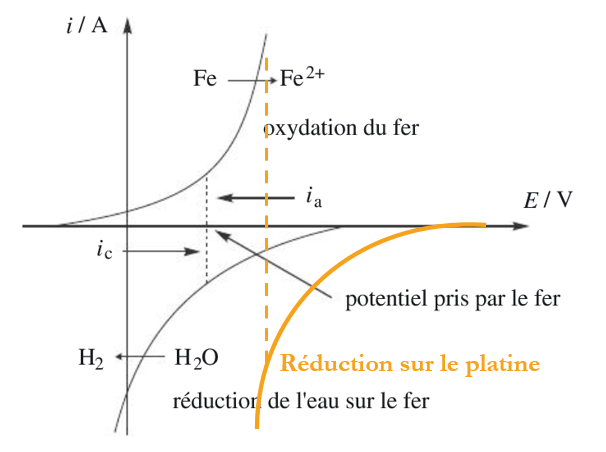 i / A
Fe → Fe²⁺
oxydation du fer
iₐ
E / V
i_c
potentiel pris par le fer
H₂ ← H₂O
Réduction sur le platine
réduction de l'eau sur le fer